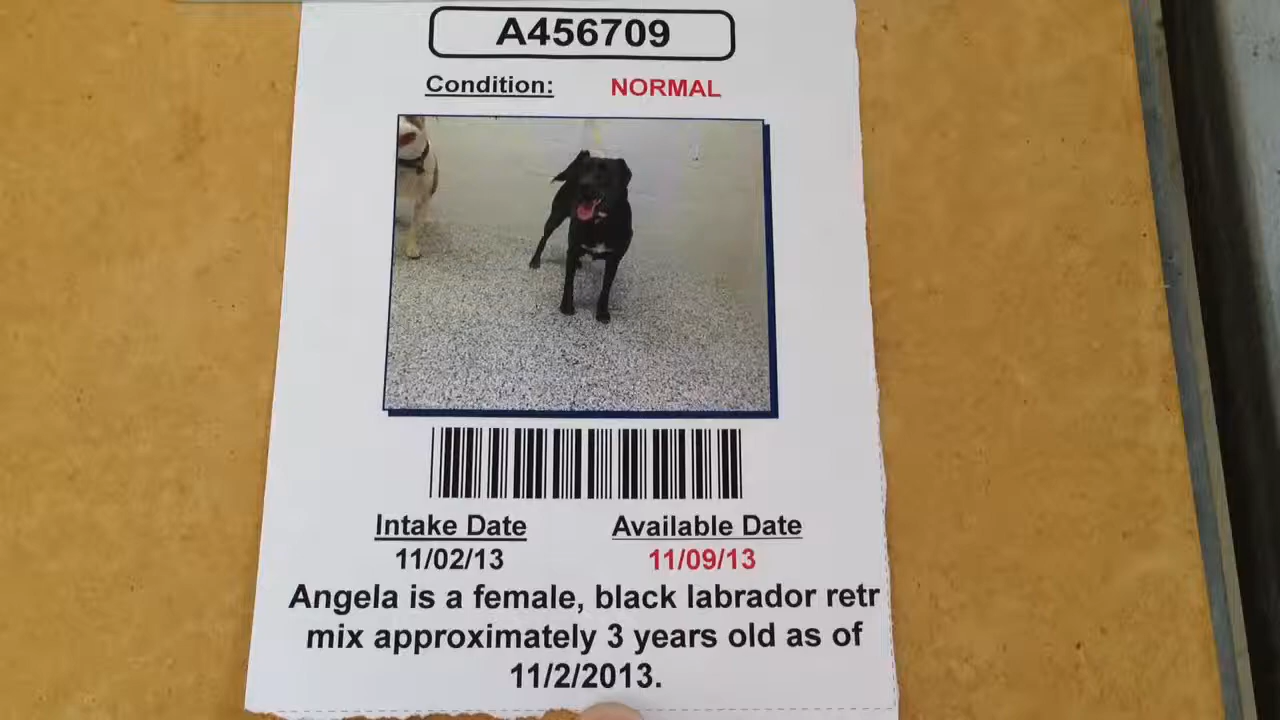 A456709
Condition: NORMAL
Intake Date Available Date
11/02/13 11/09/13
Angela is a female, black labrador retr
mix approximately 3 years old as of
11/2/2013.